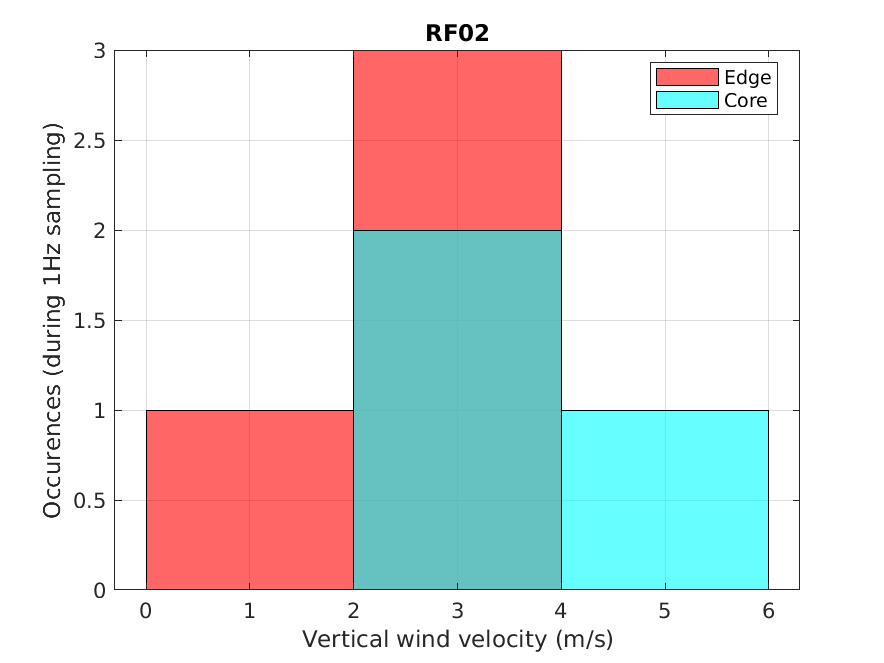 RF02
Edge
Core
Occurences (during 1Hz sampling)
3
2.5
2
1.5
1
0.5
0
0 1 2 3 4 5 6
Vertical wind velocity (m/s)